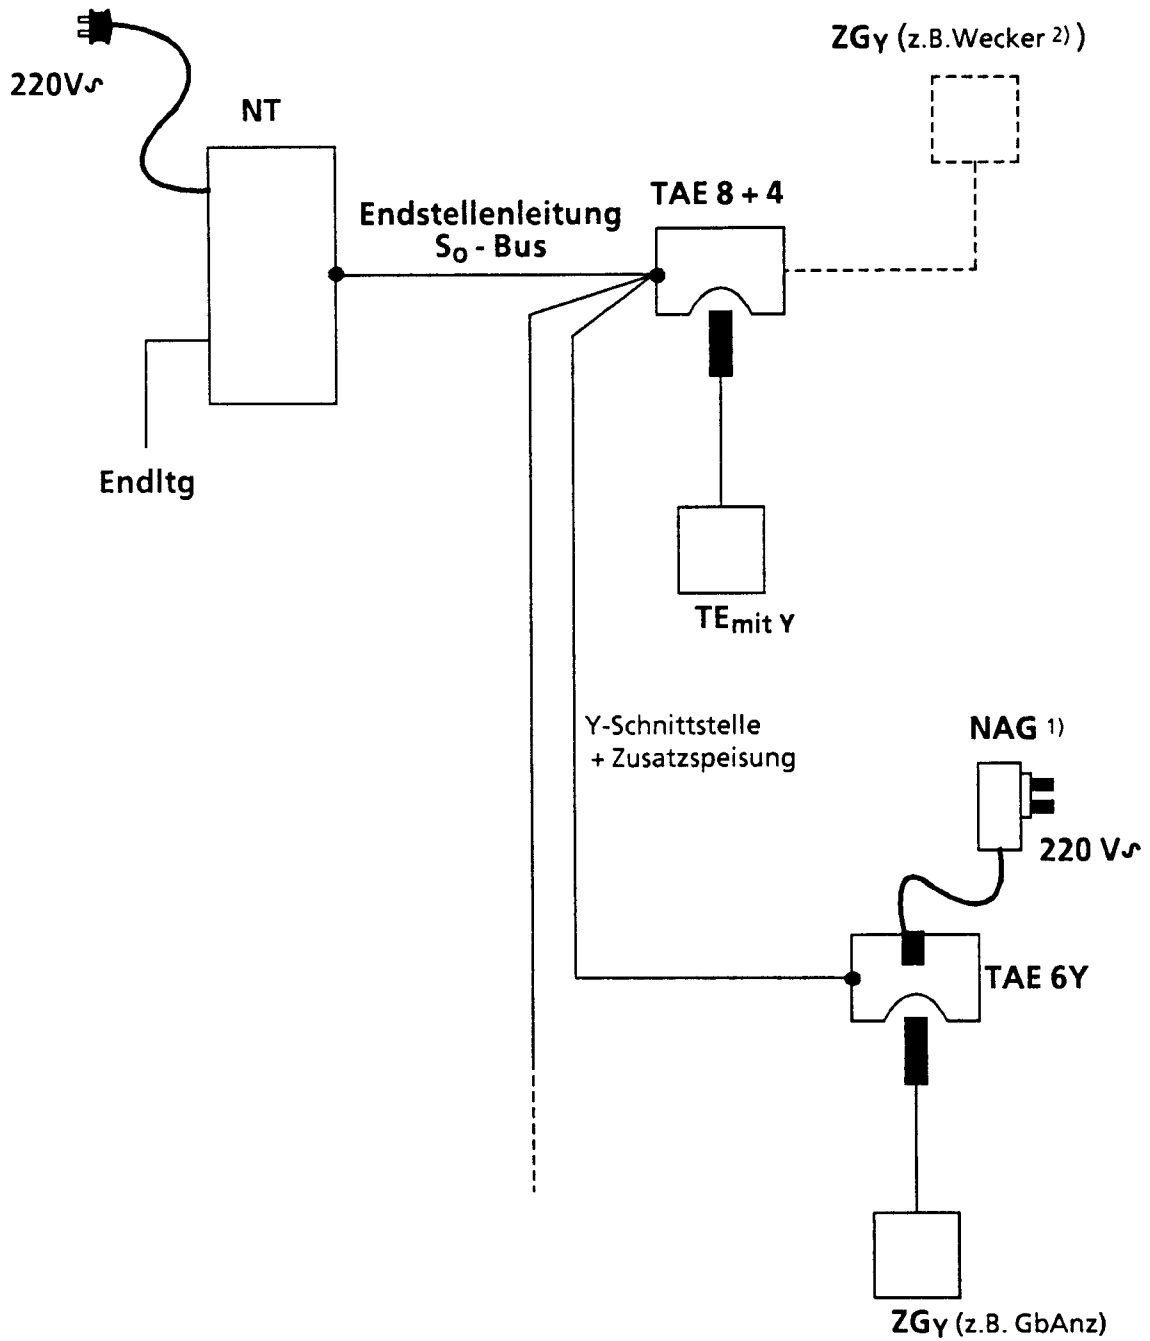 ZGY (z.B.Wecker 2))
220V~
NT
TAE 8 + 4
Endstellenleitung
S0 - Bus
Endltg
TEmit Y
Y-Schnittstelle
+ Zusatzspeisung
NAG 1)
220 V~
TAE 6Y
ZGY (z.B. GbAnz)